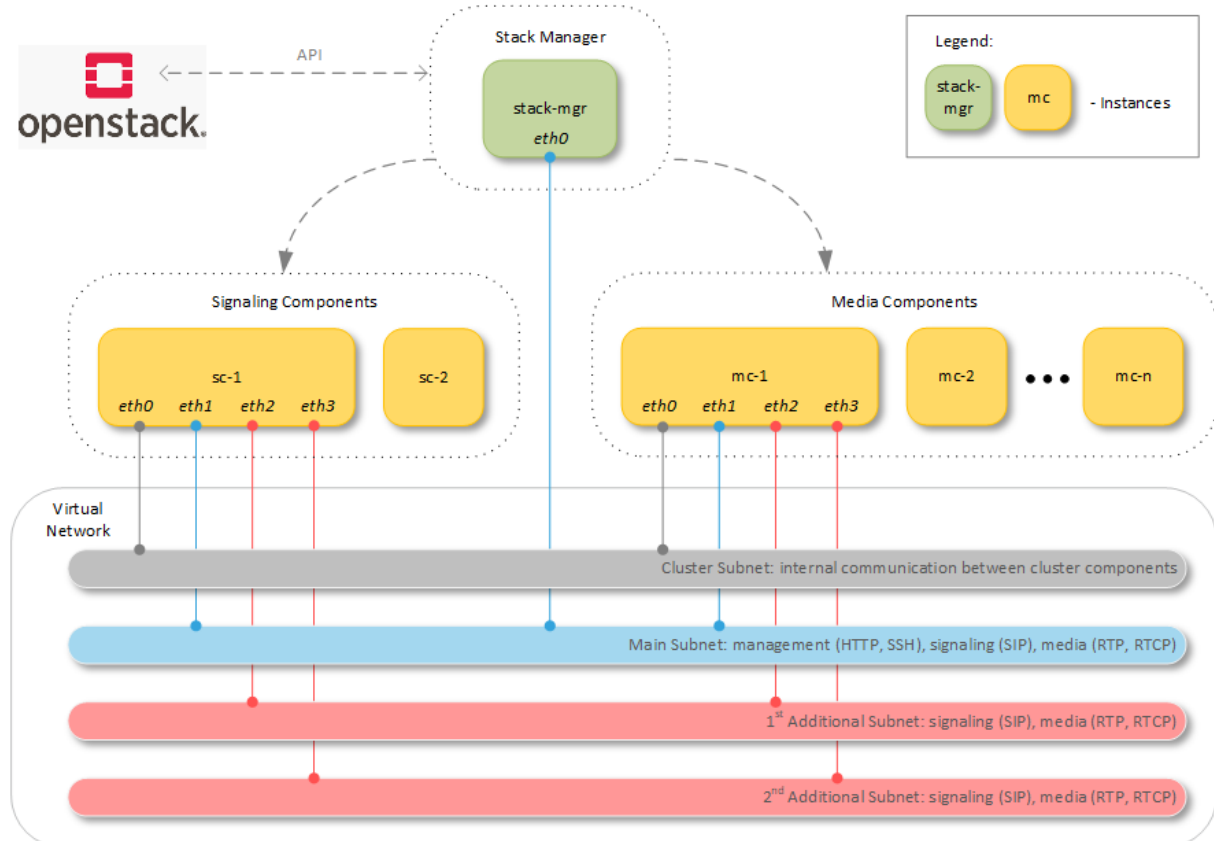 Stack Manager
API
openstack.
stack-mgr
eth0
Legend:
stack-
mgr
mc
- Instances
Signaling Components
sc-1
eth0 eth1 eth2 eth3
sc-2
Media Components
mc-1
eth0 eth1 eth2 eth3
mc-2
mc-n
Virtual
Network
Cluster Subnet: internal communication between cluster components
Main Subnet: management (HTTP, SSH), signaling (SIP), media (RTP, RTCP)
1st Additional Subnet: signaling (SIP), media (RTP, RTCP)
2nd Additional Subnet: signaling (SIP), media (RTP, RTCP)